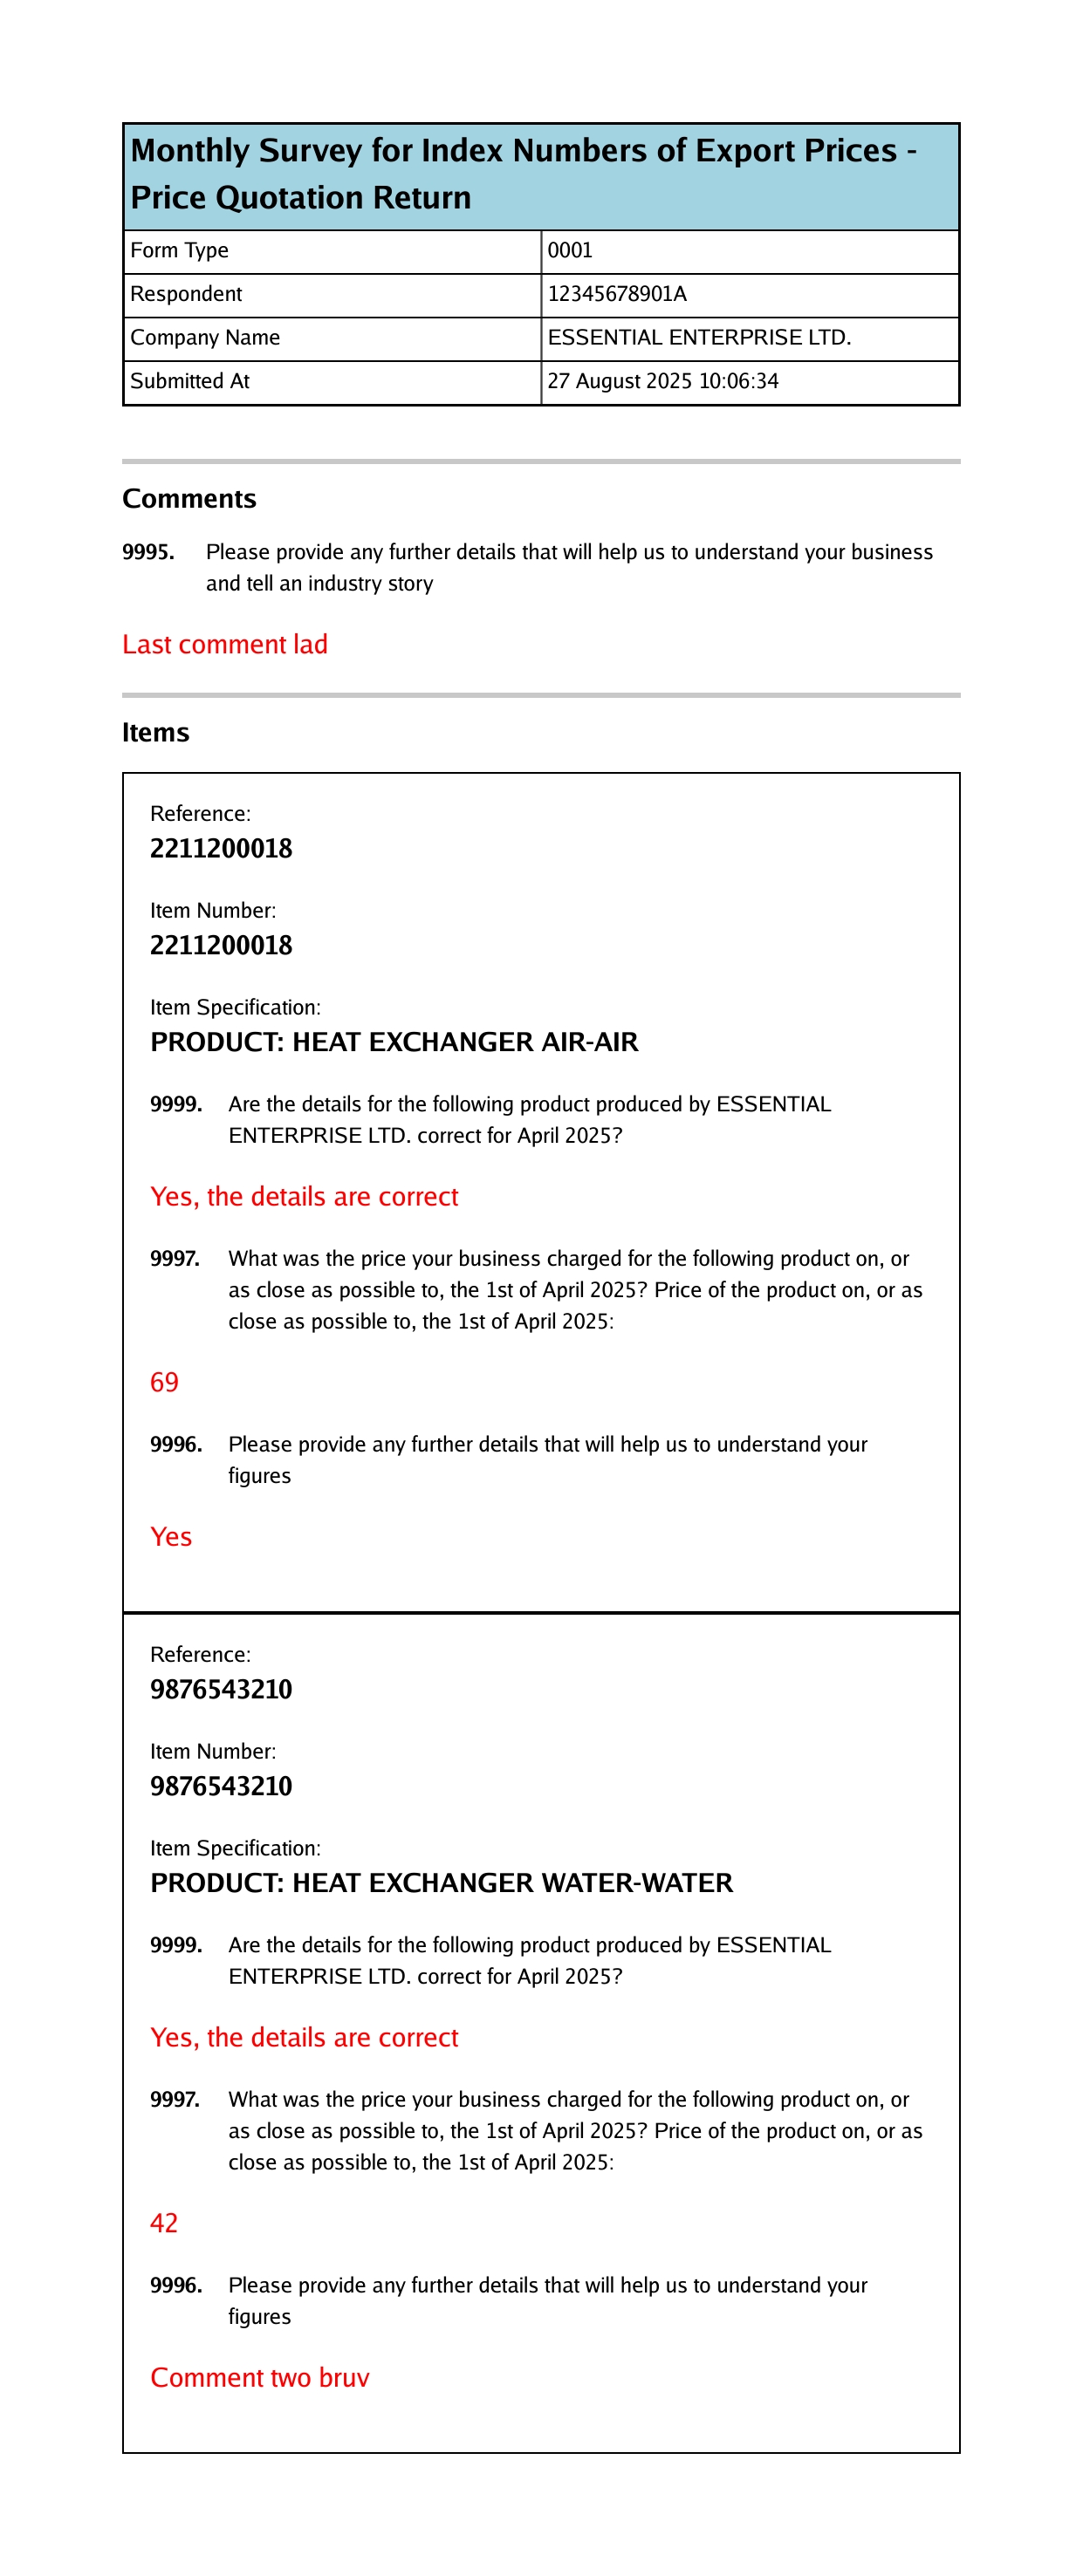 Monthly Survey for Index Numbers of Export Prices -
Price Quotation Return
Form Type 0001
Respondent 12345678901A
Company Name ESSENTIAL ENTERPRISE LTD.
Submitted At 27 August 2025 10:06:34
Comments
9995. Please provide any further details that will help us to understand your business
and tell an industry story
Last comment lad
Items
Reference:
2211200018
Item Number:
2211200018
Item Specification:
PRODUCT: HEAT EXCHANGER AIR-AIR
9999. Are the details for the following product produced by ESSENTIAL
ENTERPRISE LTD. correct for April 2025?
Yes, the details are correct
9997. What was the price your business charged for the following product on, or
as close as possible to, the 1st of April 2025? Price of the product on, or as
close as possible to, the 1st of April 2025:
69
9996. Please provide any further details that will help us to understand your
figures
Yes
Reference:
9876543210
Item Number:
9876543210
Item Specification:
PRODUCT: HEAT EXCHANGER WATER-WATER
9999. Are the details for the following product produced by ESSENTIAL
ENTERPRISE LTD. correct for April 2025?
Yes, the details are correct
9997. What was the price your business charged for the following product on, or
as close as possible to, the 1st of April 2025? Price of the product on, or as
close as possible to, the 1st of April 2025:
42
9996. Please provide any further details that will help us to understand your
figures
Comment two bruv